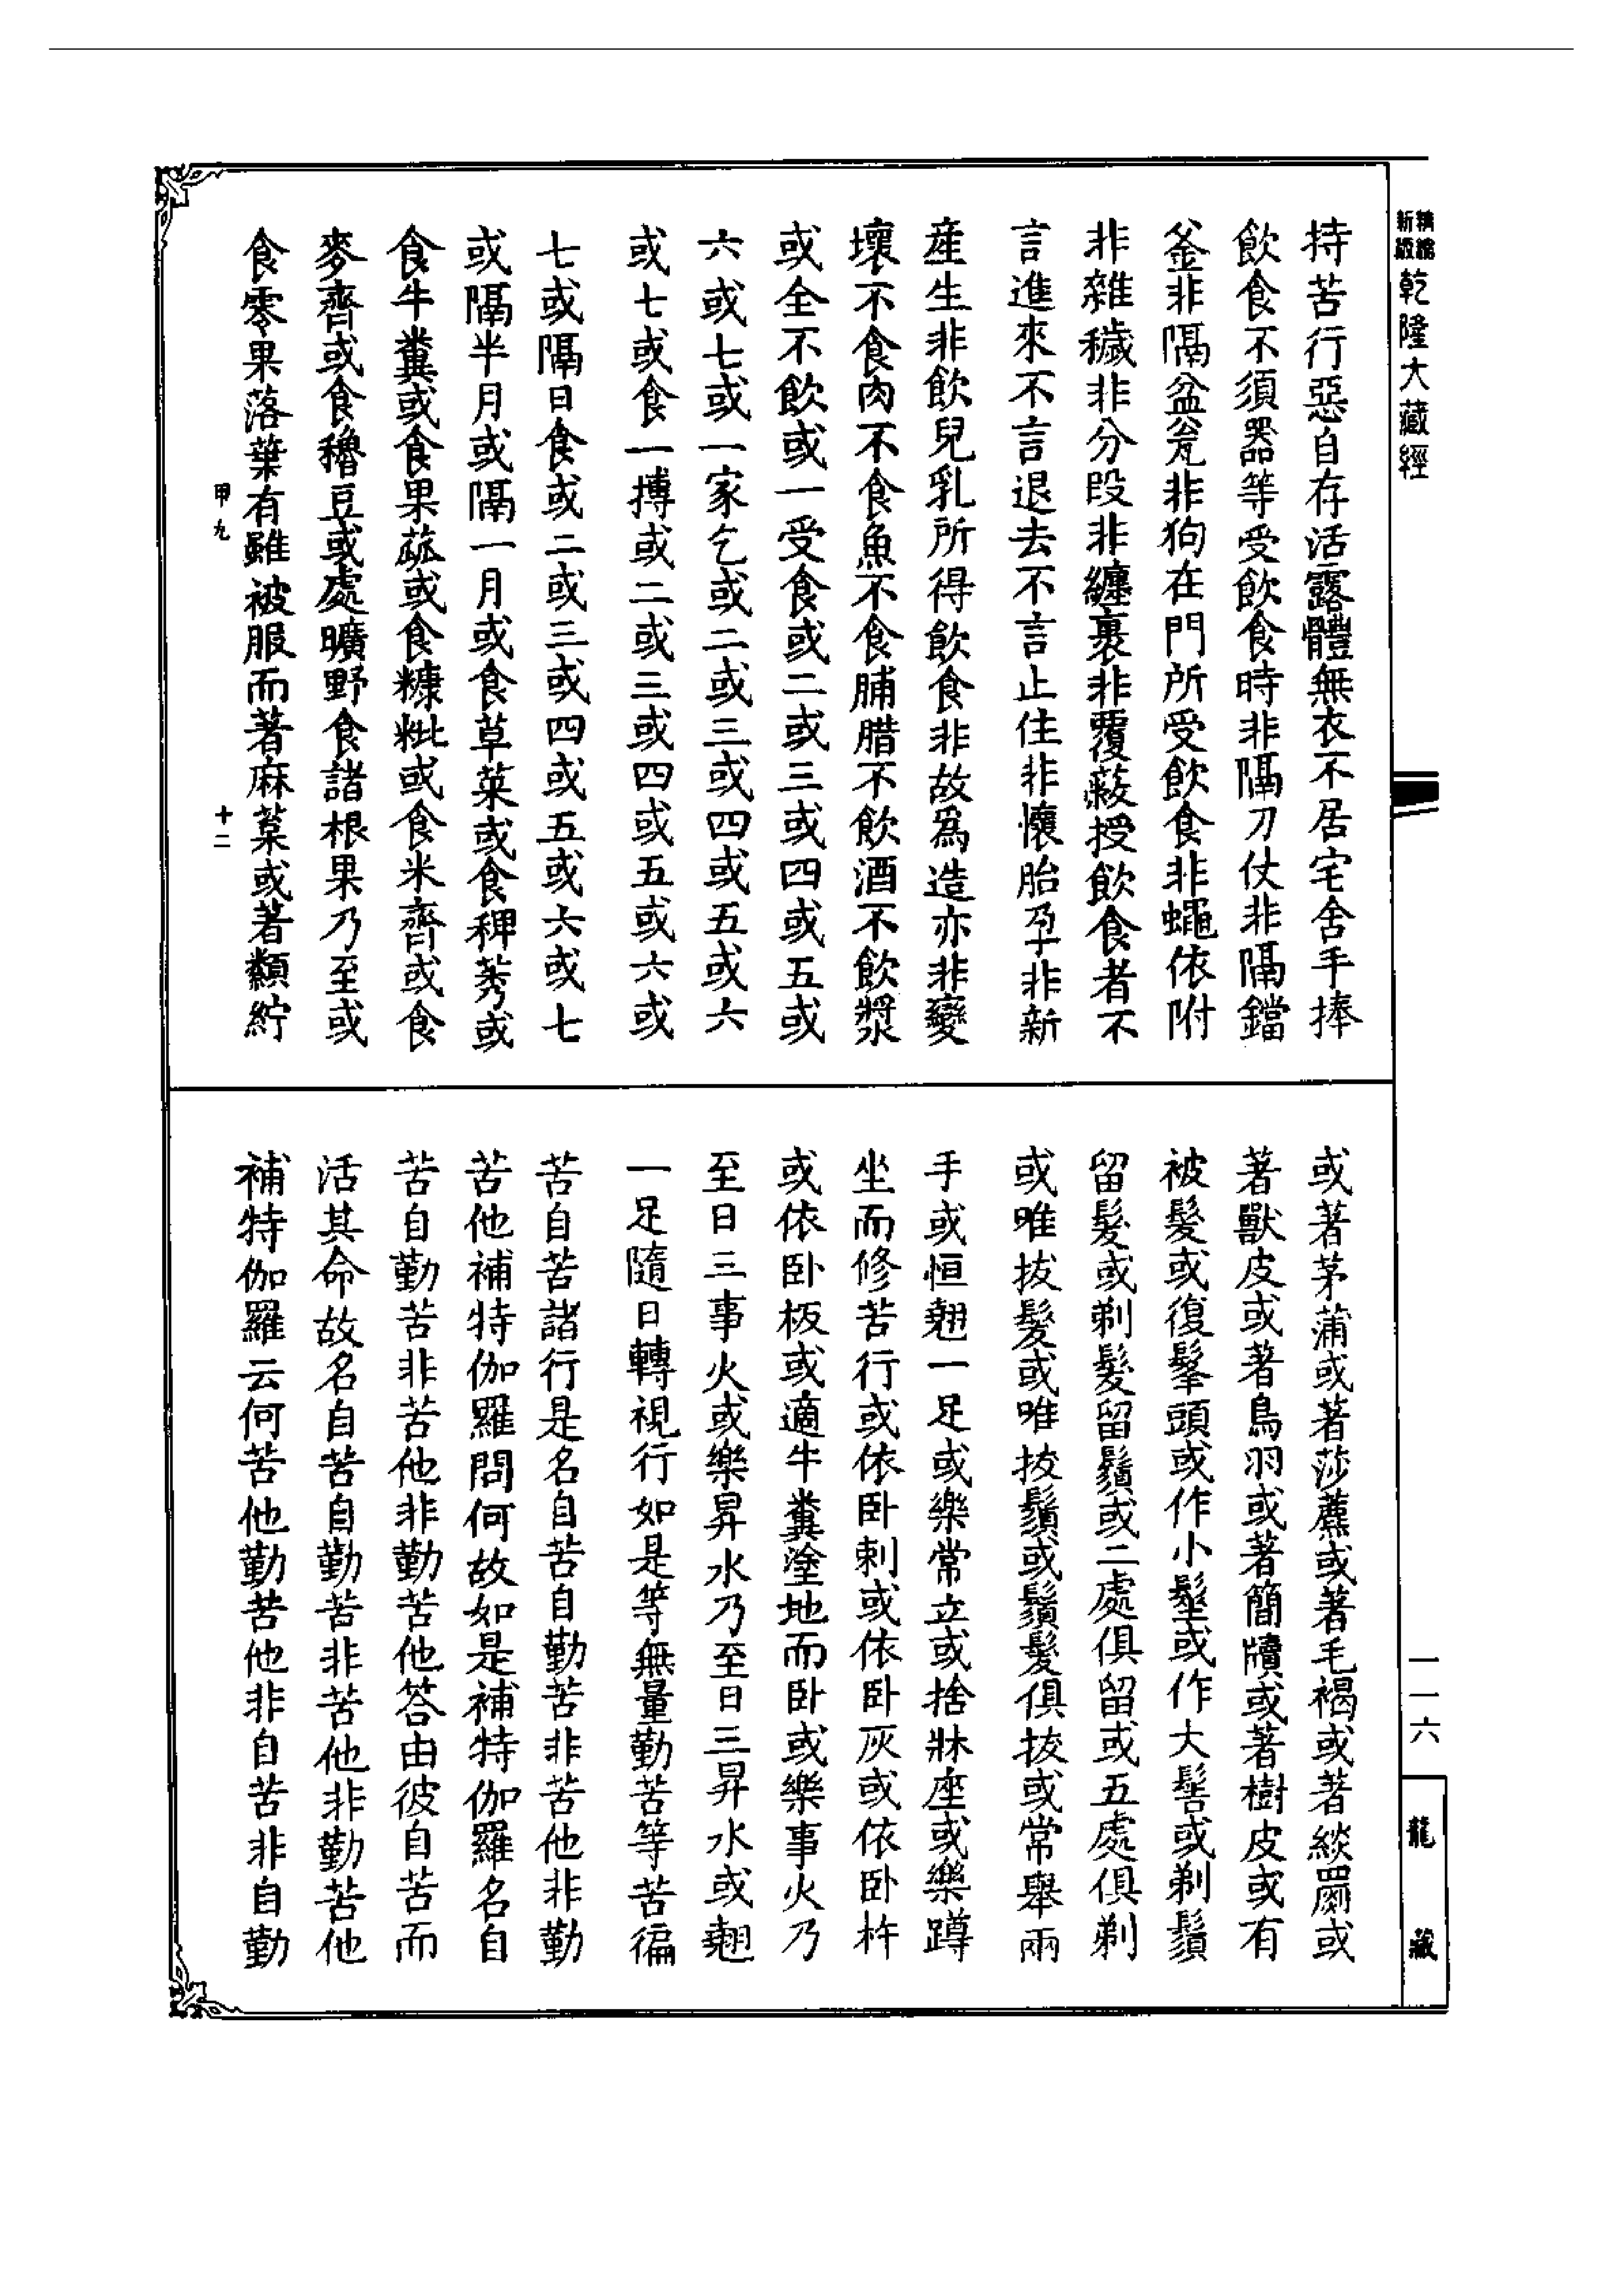 精縮
新版
乾隆大藏經
持苦行惡自存活露體無衣不居宅舍手捧
飲食不須器等受飲食時非隔刀仗非隔鐺
釜非隔盆瓮非狗在門所受飲食非蠅依附
非雜穢非分段非纏裹非覆蔽授飲食者不
言進來不言退去不言止住非懷胎孕非新
産生非飲兒乳所得飲食非故爲造亦非變
壞不食肉不食魚不食脯腊不飲酒不飲漿
或全不飲或一受食或二或三或四或五或
六或七或一家乞或二或三或四或五或六
或七或食一摶或二或三或四或五或六或
七或隔日食或二或三或四或五或六或七
或隔半月或隔一月或食草菜或食稗莠或
食牛糞或食果蓏或食糠粃或食米齊或食
麥齊或食穭豆或處曠野食諸根果乃至或
食零果落葉有雖被服而著麻枲或著纇紵
甲九
十二
或著茅蒲或著莎藨或著毛褐或著緂罽或
著獸皮或著鳥羽或著簡牘或著樹皮或有
被髮或復髼頭或作小髻或作大髻或剃鬚
留髮或剃髮留鬚或二處俱留或五處俱剃
或唯拔髮或唯拔鬚或鬚髮俱拔或常舉兩
手或恒翹一足或樂常立或捨牀座或樂蹲
坐而修苦行或依卧刺或依卧灰或依卧杵
或依卧板或適牛糞塗地而卧或樂事火乃
至日三事火或樂昇水乃至日三昇水或翹
一足隨日轉視行如是等無量勤苦等苦徧
苦自苦諸行是名自苦自勤苦非苦他非勤
苦他補特伽羅問何故如是補特伽羅名自
苦自勤苦非苦他非勤苦他答由彼自苦而
活其命故名自苦自勤苦非苦他非勤苦他
補特伽羅云何苦他勤苦他非自苦非自勤
一一六
龍藏